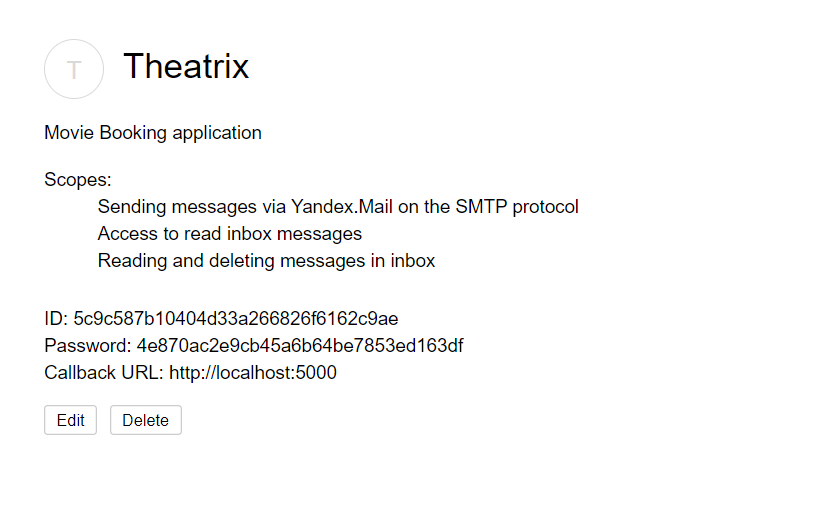 T
Theatrix
Movie Booking application
Scopes:
Sending messages via Yandex.Mail on the SMTP protocol
Access to read inbox messages
Reading and deleting messages in inbox
ID: 5c9c587b10404d33a266826f6162c9ae
Password: 4e870ac2e9cb45a6b64be7853ed163df
Callback URL: http://localhost:5000
Edit Delete